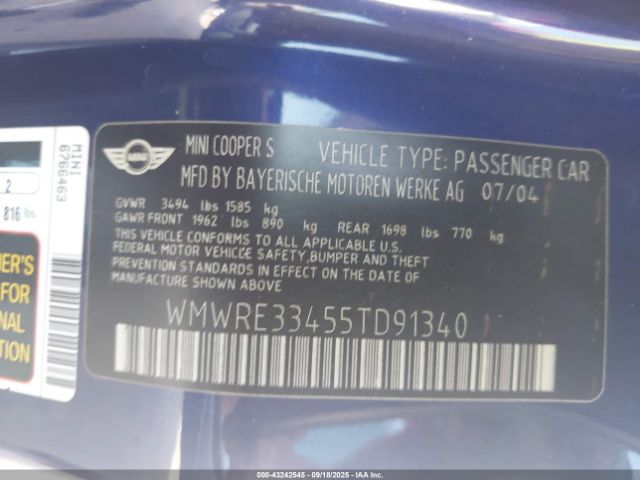 MINI
MINI COOPER S VEHICLE TYPE: PASSENGER CAR
MFD BY BAYERISCHE MOTOREN WERKE AG 07/04
GVWR 3494 lbs 1585 kg
GAWR FRONT 1962 lbs 890 kg REAR 1698 lbs 770 kg
THIS VEHICLE CONFORMS TO ALL APPLICABLE U.S.
FEDERAL MOTOR VEHICLE SAFETY,BUMPER AND THEFT
PREVENTION STANDARDS IN EFFECT ON THE DATE OF
MANUFACTURE SHOWN ABOVE
WMWRE33455TD91340
MINI
6766463
2
816 lbs.
ER'S
FOR
NAL
TION
000-43242545 - 09/18/2025 - IAAI.COM